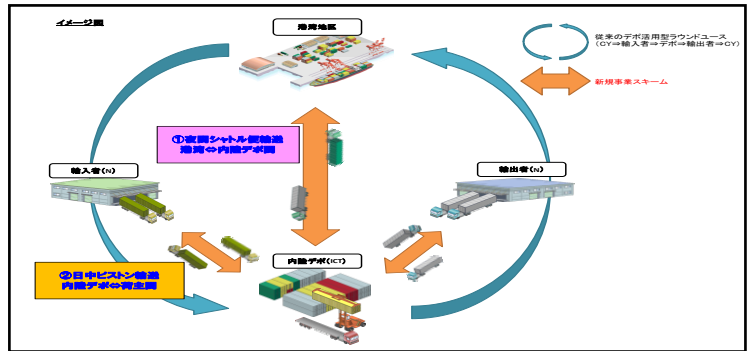 イメージ図
港湾地区
従来のデポ活用型ラウンドユース
（CY⇒輸入者⇒デポ⇒輸出者⇒CY）
新規事業スキーム
①夜間シャトル便輸送
港湾⇔内陸デポ間
輸入者(N)
輸出者(N)
内陸デポ(ICT)
②日中ピストン輸送
内陸デポ⇔荷主間